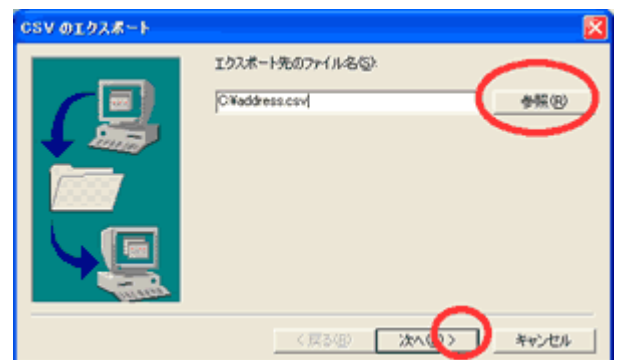 CSV のエクスポート
エクスポート先のファイル名(S):
C:¥address.csv
参照(R)
< 戻る(B)
次へ(N) >
キャンセル